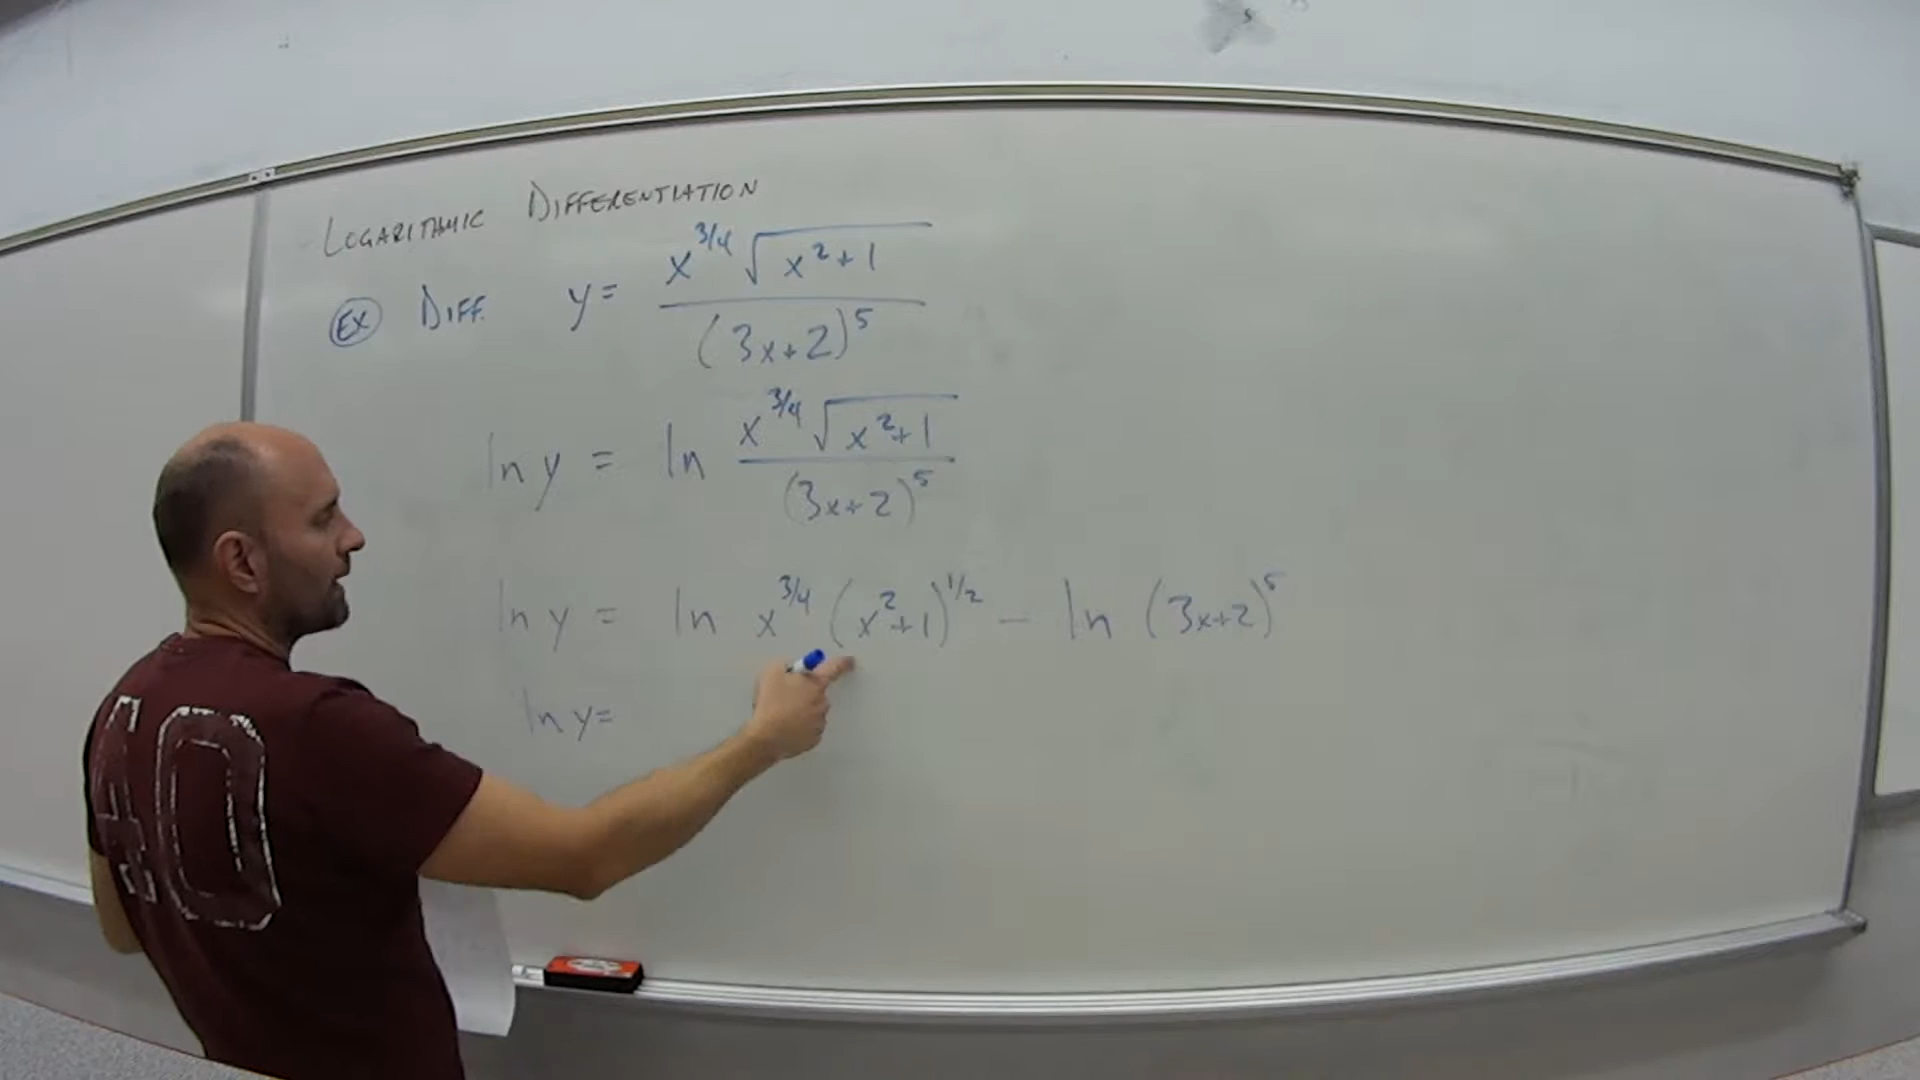 LOGARITHMIC DIFFERENTIATION
EX DIFF. y = x^{3/4} √(x²+1) / (3x+2)^5
ln y = ln x^{3/4} √(x²+1) / (3x+2)^5
ln y = ln x^{3/4} (x²+1)^{1/2} − ln (3x+2)^5
ln y =
40